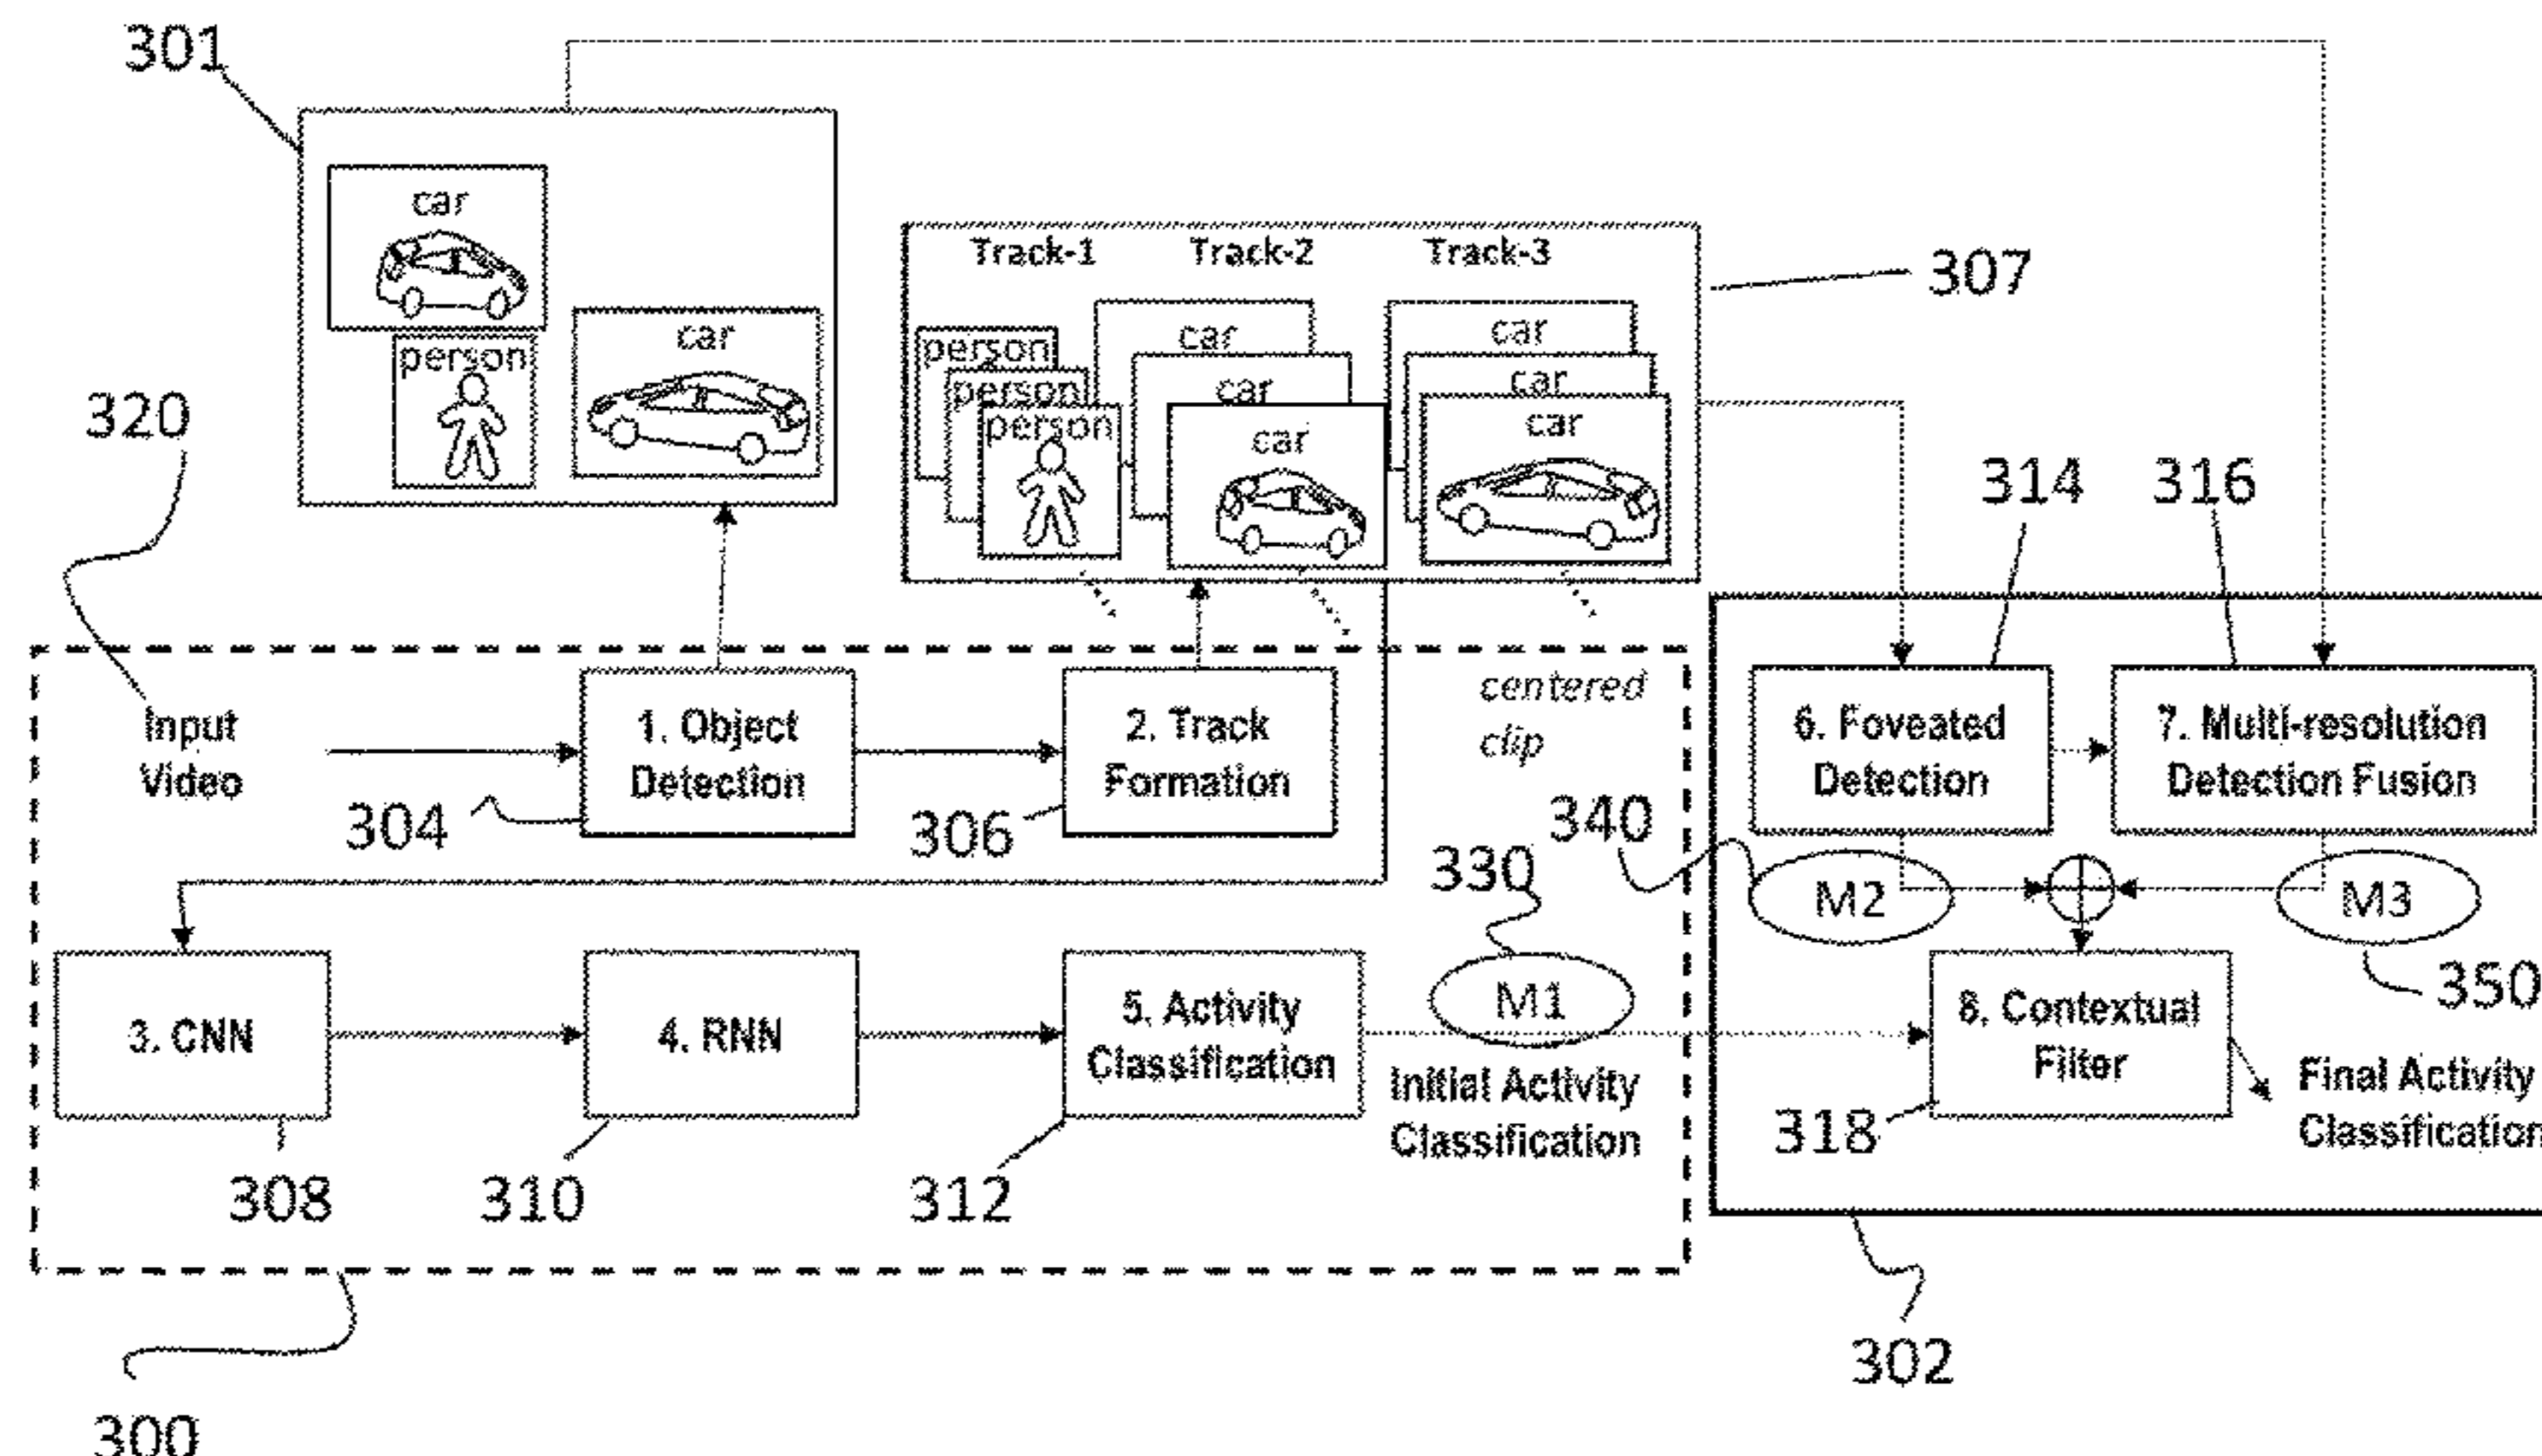 301
car
person
car
320
Track-1 Track-2 Track-3
307
person
person
person
car
car
car
car
car
car
314
316
Input
Video
1. Object
Detection
304
2. Track
Formation
306
centered
clip
340
330
6. Foveated
Detection
7. Multi-resolution
Detection Fusion
M2
M3
350
3. CNN
308
4. RNN
310
5. Activity
Classification
312
M1
Initial Activity
Classification
8. Contextual
Filter
318
Final Activity
Classification
302
300